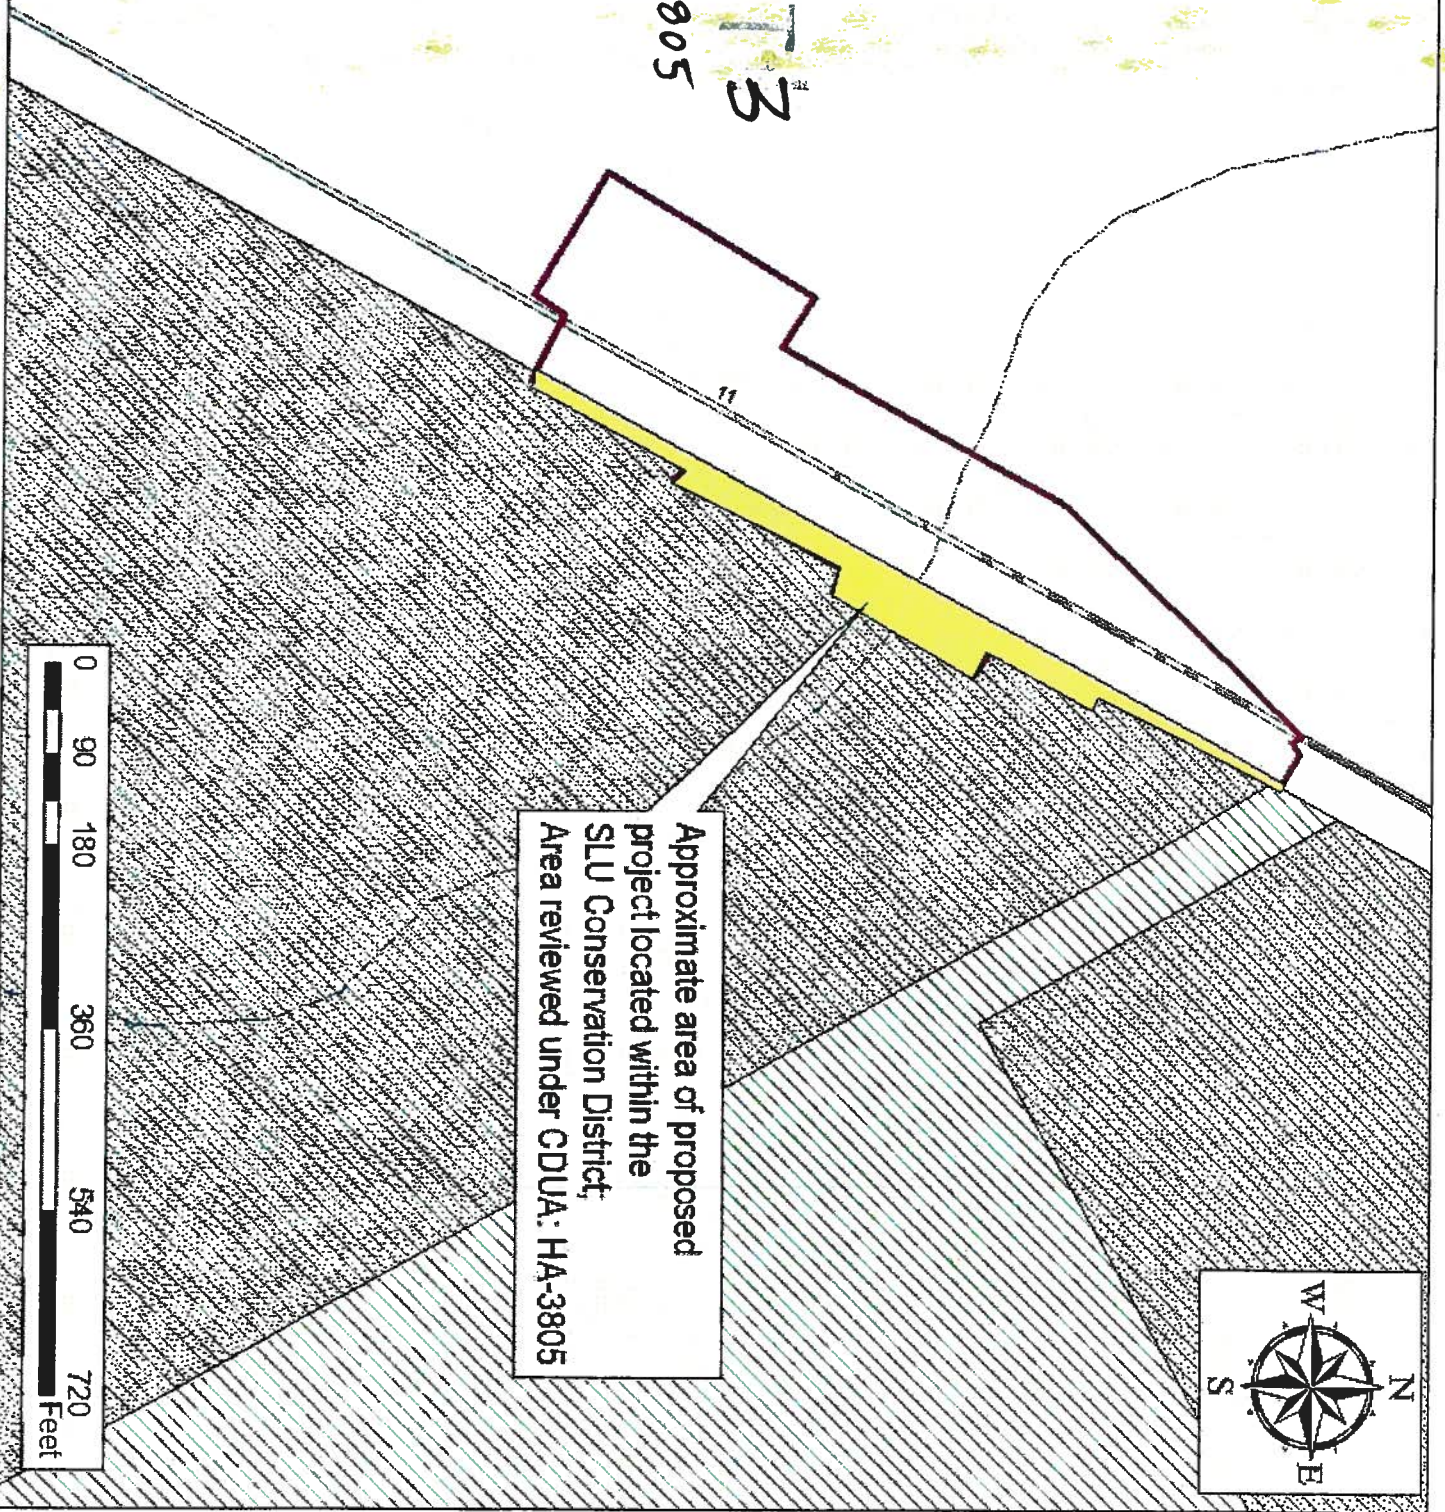 3
805
11
Approximate area of proposed
project located within the
SLU Conservation District;
Area reviewed under CDUA: HA-3805
N
W
E
S
0 90 180 360 540 720
Feet